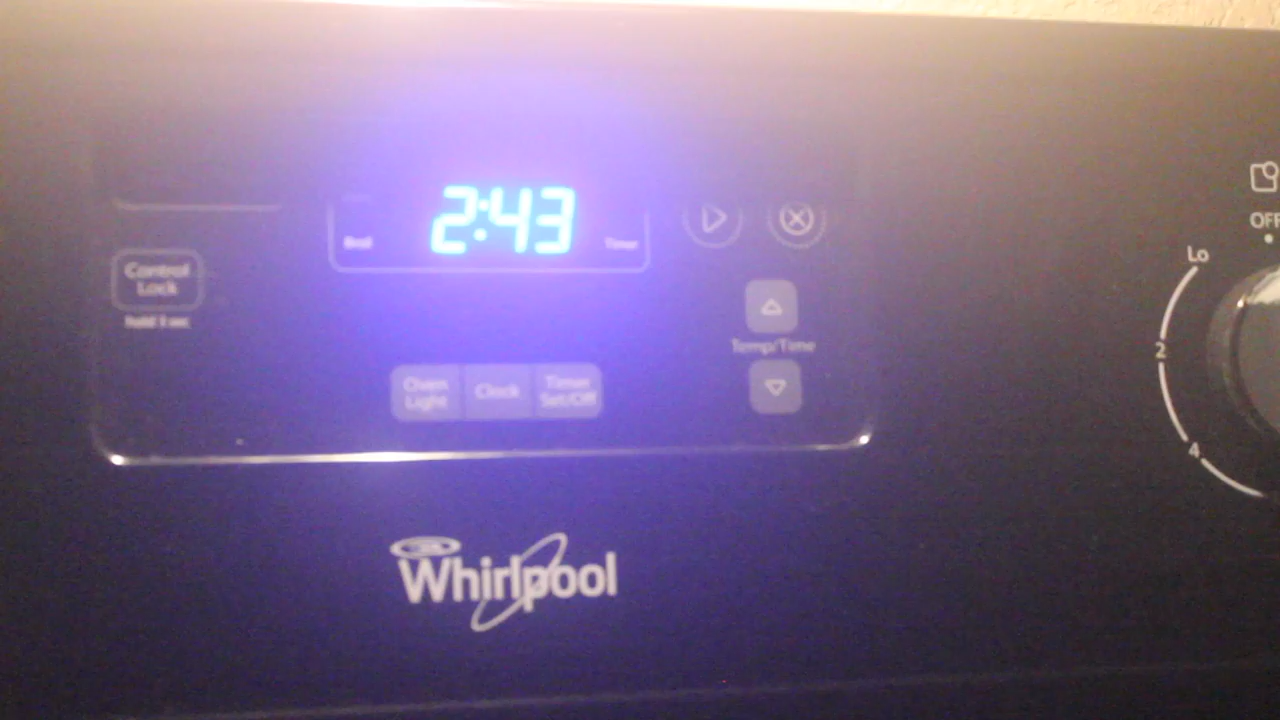 2:43
Timer
Control
Lock
hold 3 sec
Temp/Time
Oven
Light
Clock
Timer
Set/Off
Whirlpool
OFF
Lo
2
4